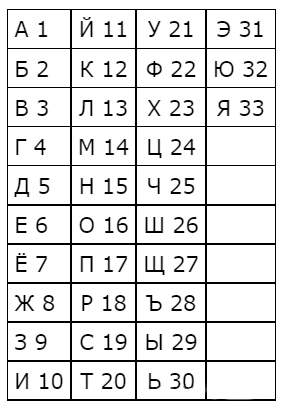 А 1 Й 11 У 21 Э 31
Б 2 К 12 Ф 22 Ю 32
В 3 Л 13 Х 23 Я 33
Г 4 М 14 Ц 24
Д 5 Н 15 Ч 25
Е 6 О 16 Ш 26
Ё 7 П 17 Щ 27
Ж 8 Р 18 Ъ 28
З 9 С 19 Ы 29
И 10 Т 20 Ь 30